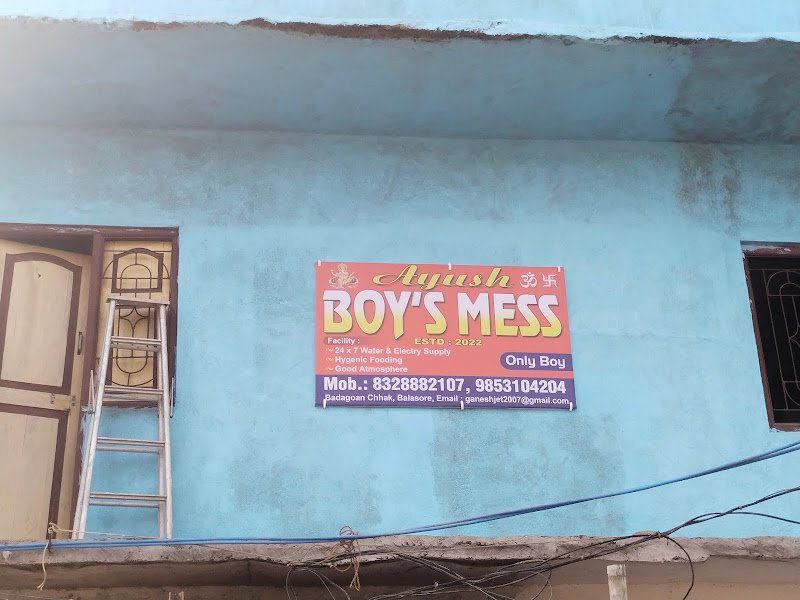 Ayush ॐ
BOY'S MESS
ESTD : 2022
Facility :
24 x 7 Water & Electry Supply
Hygenic Fooding
Good Atmosphere
Only Boy
Mob.: 8328882107, 9853104204
Badagoan Chhak, Balasore, Email : ganeshjet2007@gmail.com